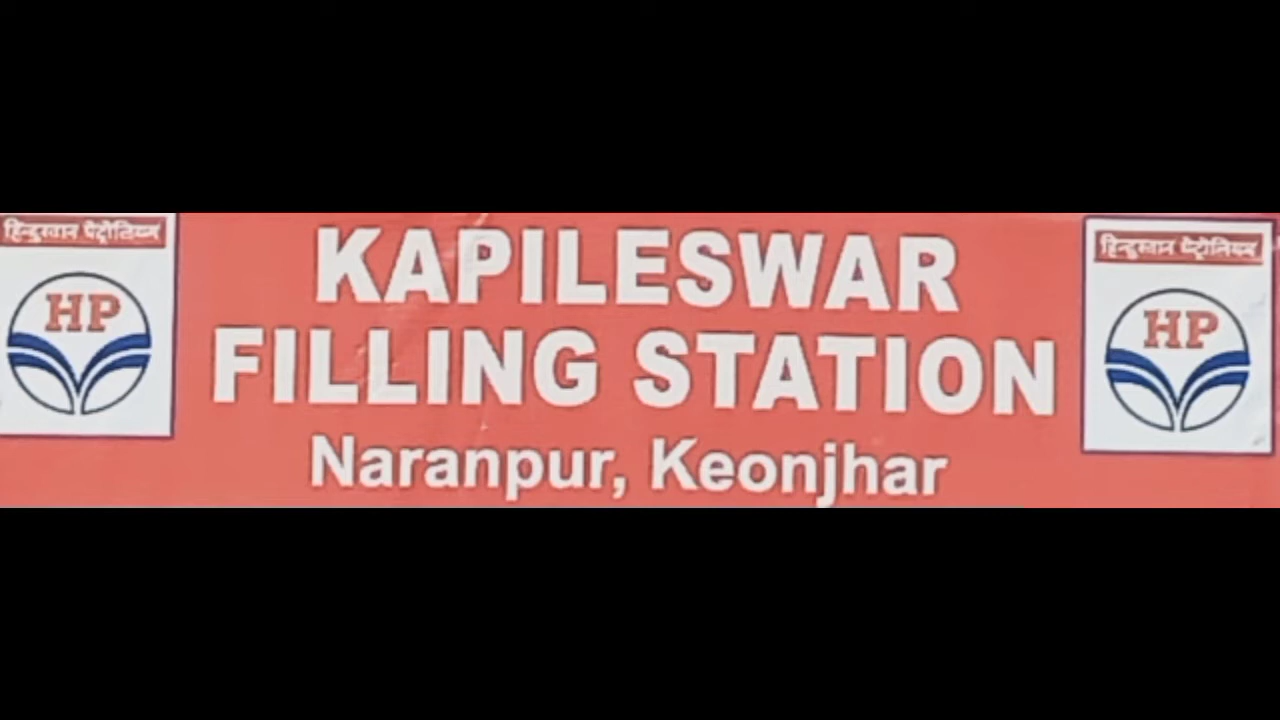 हिन्दुस्तान पेट्रोलियम
HP
KAPILESWAR
FILLING STATION
Naranpur, Keonjhar
हिन्दुस्तान पेट्रोलियम
HP